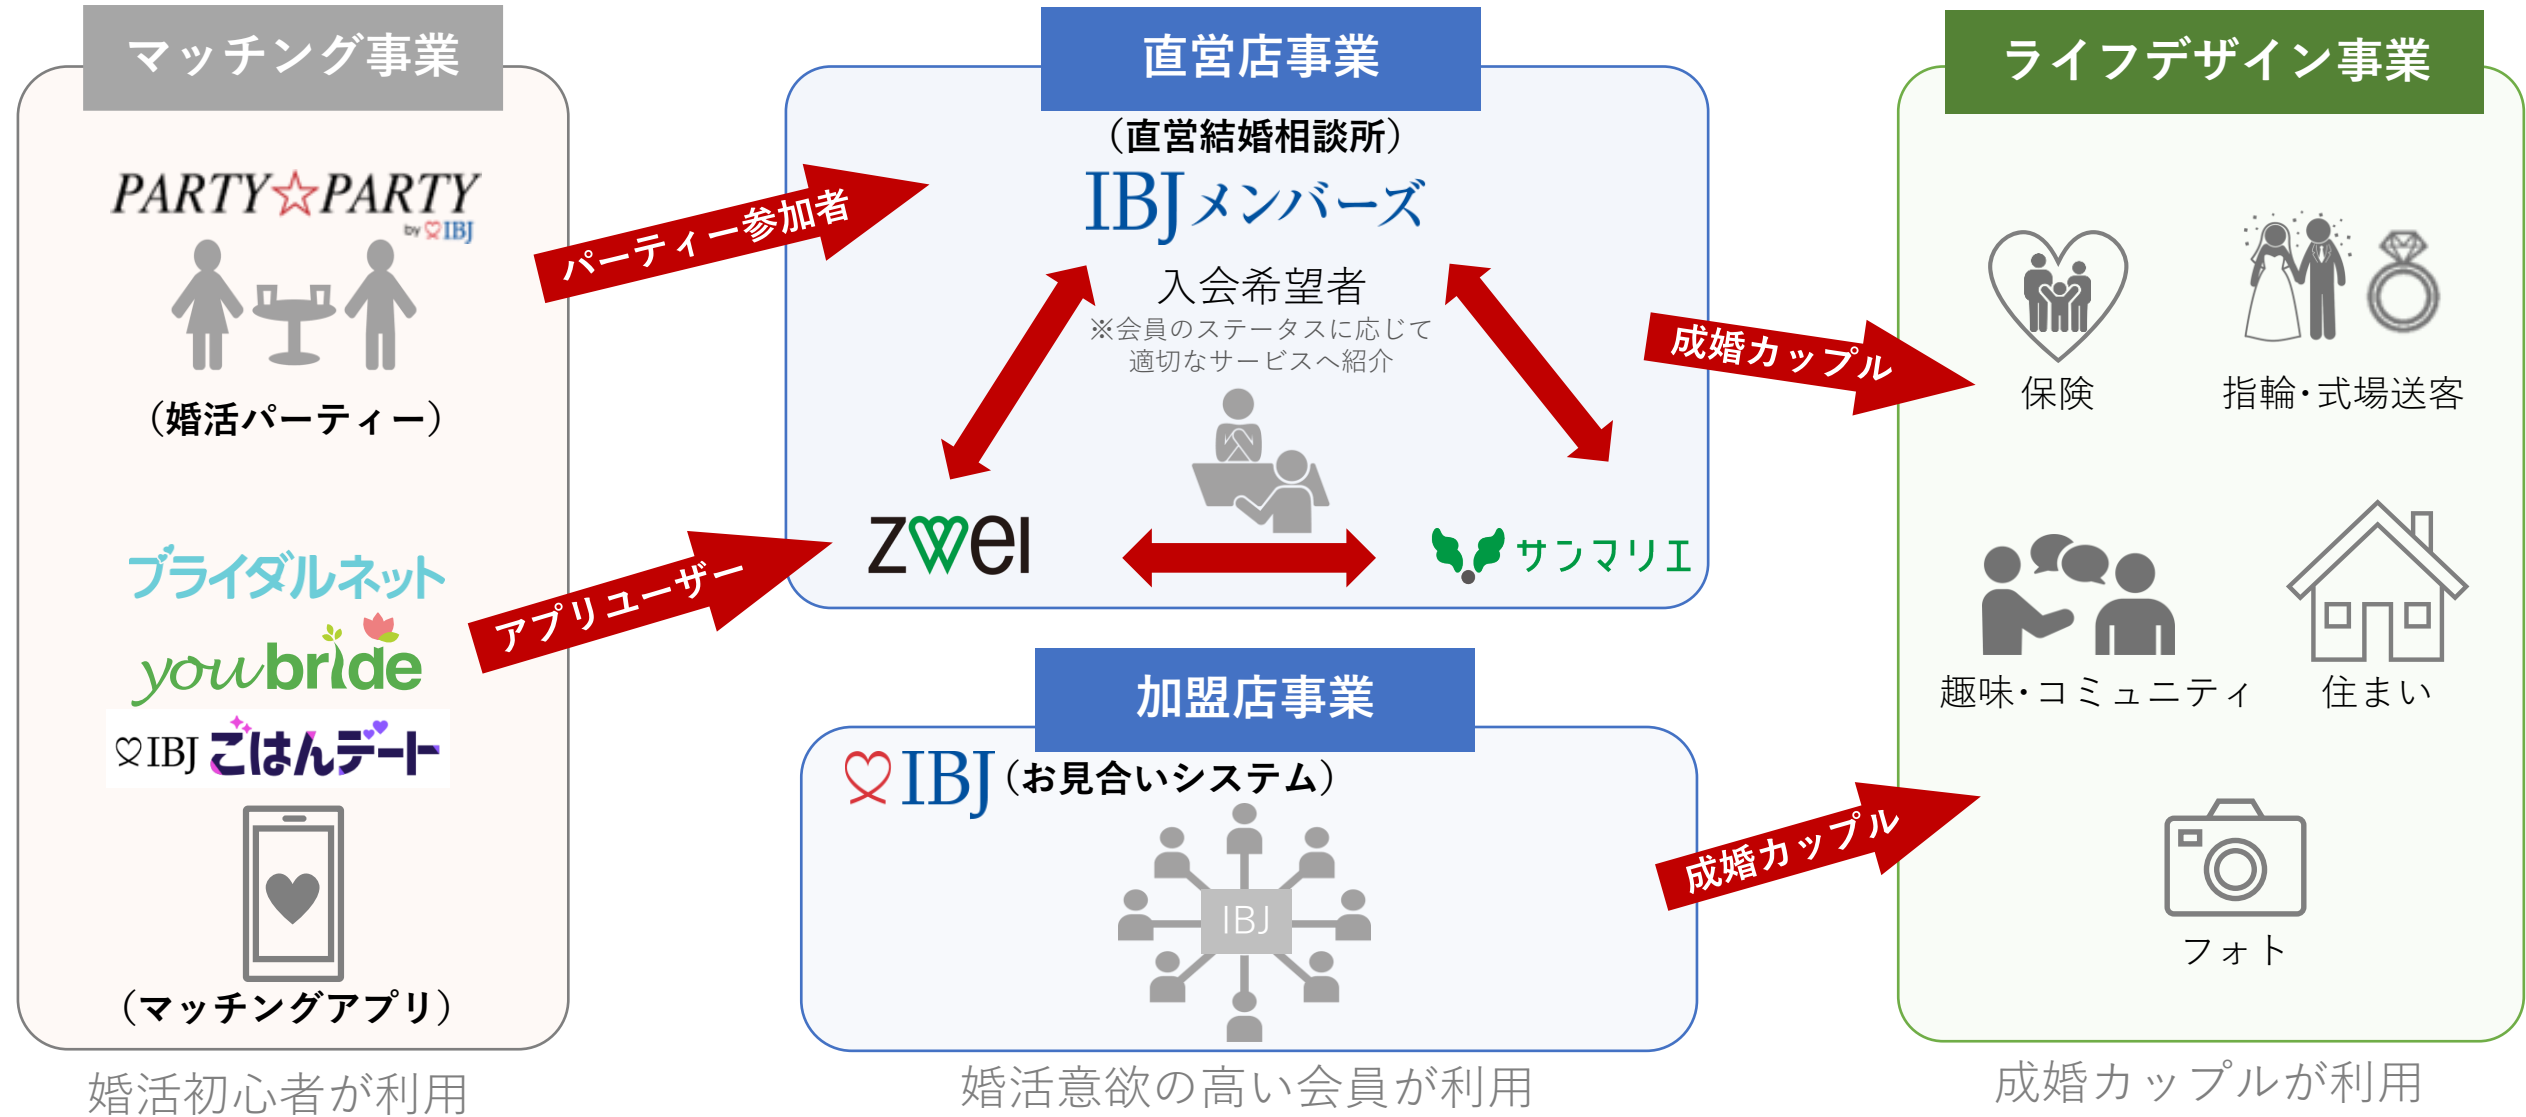 マッチング事業
PARTY☆PARTY
by IBJ
（婚活パーティー）
ブライダルネット
youbride
IBJ ごはんデート
（マッチングアプリ）
婚活初心者が利用
パーティー参加者
アプリユーザー
直営店事業
（直営結婚相談所）
IBJメンバーズ
入会希望者
※会員のステータスに応じて
適切なサービスへ紹介
ZWEI
サンマリエ
加盟店事業
IBJ（お見合いシステム）
IBJ
婚活意欲の高い会員が利用
成婚カップル
成婚カップル
ライフデザイン事業
保険
指輪・式場送客
趣味・コミュニティ
住まい
フォト
成婚カップルが利用